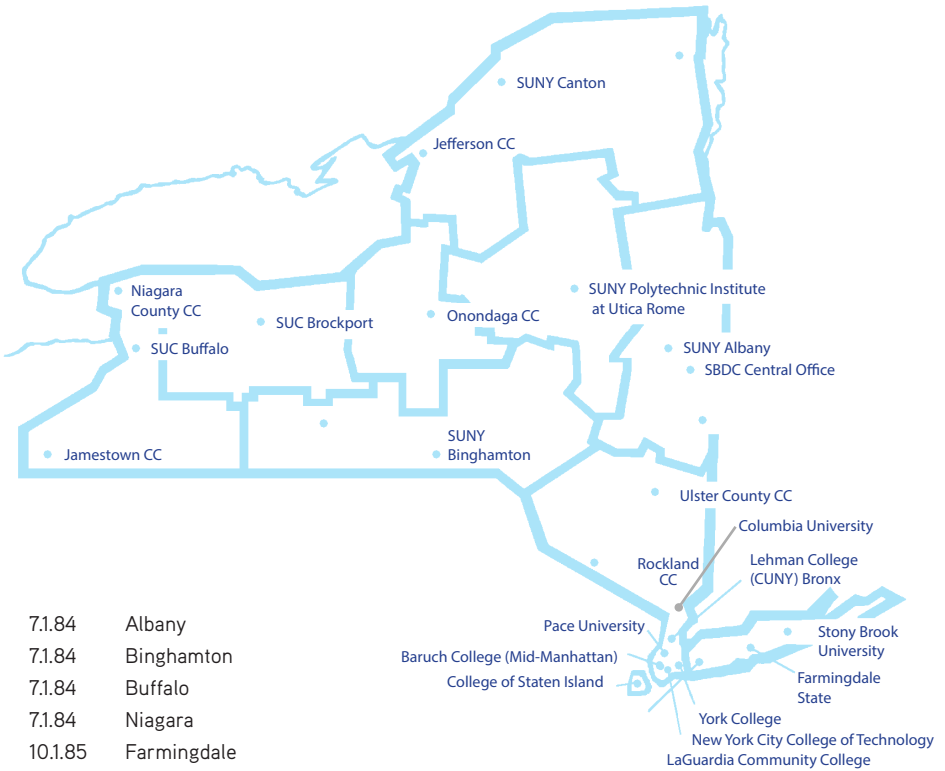 SUNY Canton
Jefferson CC
Niagara
County CC
SUC Brockport
Onondaga CC
SUNY Polytechnic Institute
at Utica Rome
SUC Buffalo
SUNY Albany
SBDC Central Office
Jamestown CC
SUNY
Binghamton
Ulster County CC
Columbia University
Rockland
CC
Lehman College
(CUNY) Bronx
Pace University
Baruch College (Mid-Manhattan)
College of Staten Island
Stony Brook
University
Farmingdale
State
York College
New York City College of Technology
LaGuardia Community College
7.1.84 Albany
7.1.84 Binghamton
7.1.84 Buffalo
7.1.84 Niagara
10.1.85 Farmingdale